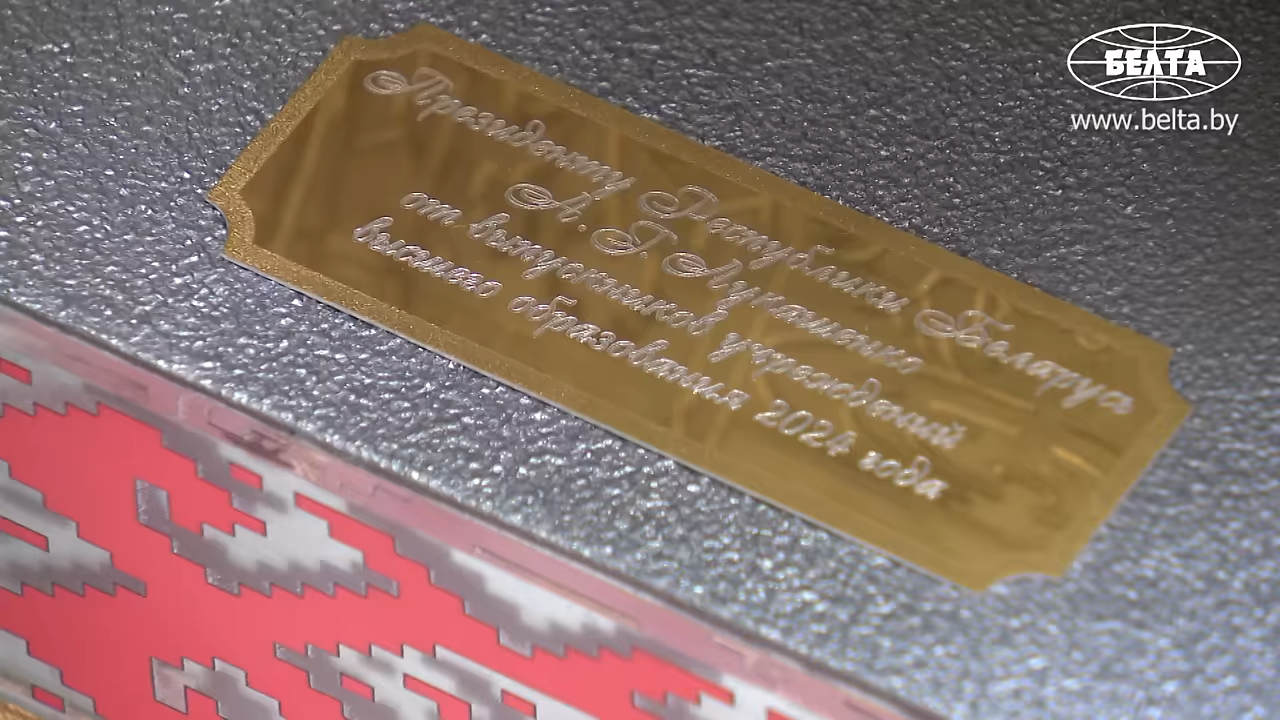 БЕЛТА
www.belta.by
Президенту Республики Беларусь
А. Г. Лукашенко
от выпускников учреждений
высшего образования 2024 года